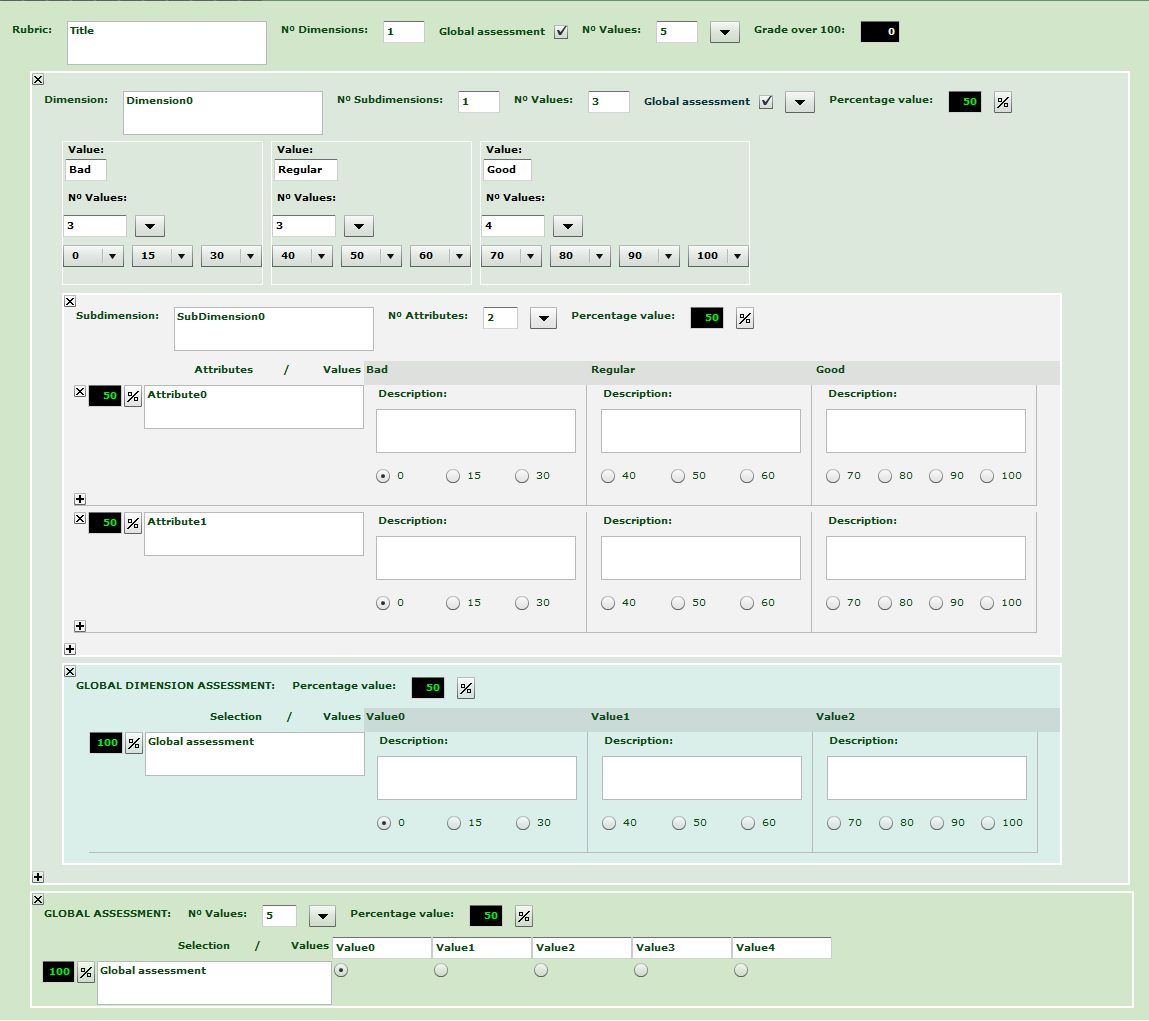 Rubric: Title Nº Dimensions: 1 Global assessment Nº Values: 5 Grade over 100: 0
Dimension: Dimension0 Nº Subdimensions: 1 Nº Values: 3 Global assessment Percentage value: 50 %
Value: Value: Value:
Bad Regular Good
Nº Values: Nº Values: Nº Values:
3 3 4
0 15 30 40 50 60 70 80 90 100
Subdimension: SubDimension0 Nº Attributes: 2 Percentage value: 50 %
Attributes / Values Bad Regular Good
50 % Attribute0 Description: Description: Description:
0 15 30 40 50 60 70 80 90 100
50 % Attribute1 Description: Description: Description:
0 15 30 40 50 60 70 80 90 100
GLOBAL DIMENSION ASSESSMENT: Percentage value: 50 %
Selection / Values Value0 Value1 Value2
100 % Global assessment Description: Description: Description:
0 15 30 40 50 60 70 80 90 100
GLOBAL ASSESSMENT: Nº Values: 5 Percentage value: 50 %
Selection / Values Value0 Value1 Value2 Value3 Value4
100 % Global assessment